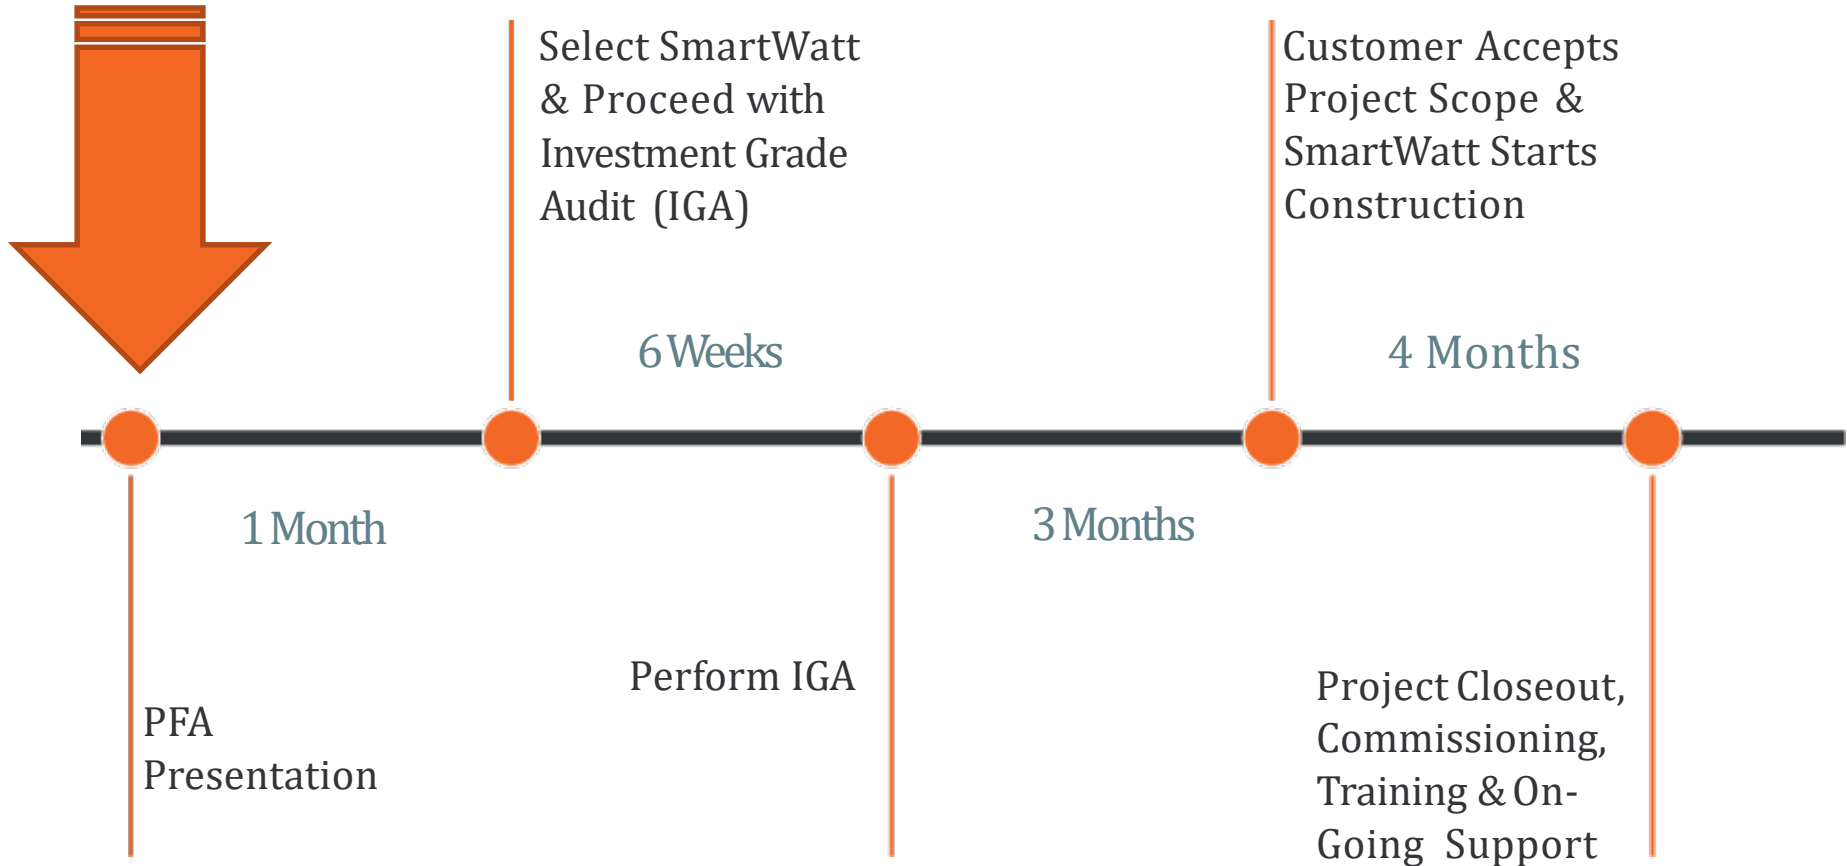 Select SmartWatt
& Proceed with
Investment Grade
Audit (IGA)
Customer Accepts
Project Scope &
SmartWatt Starts
Construction
6 Weeks
4 Months
1 Month
3 Months
PFA
Presentation
Perform IGA
Project Closeout,
Commissioning,
Training & On-
Going Support